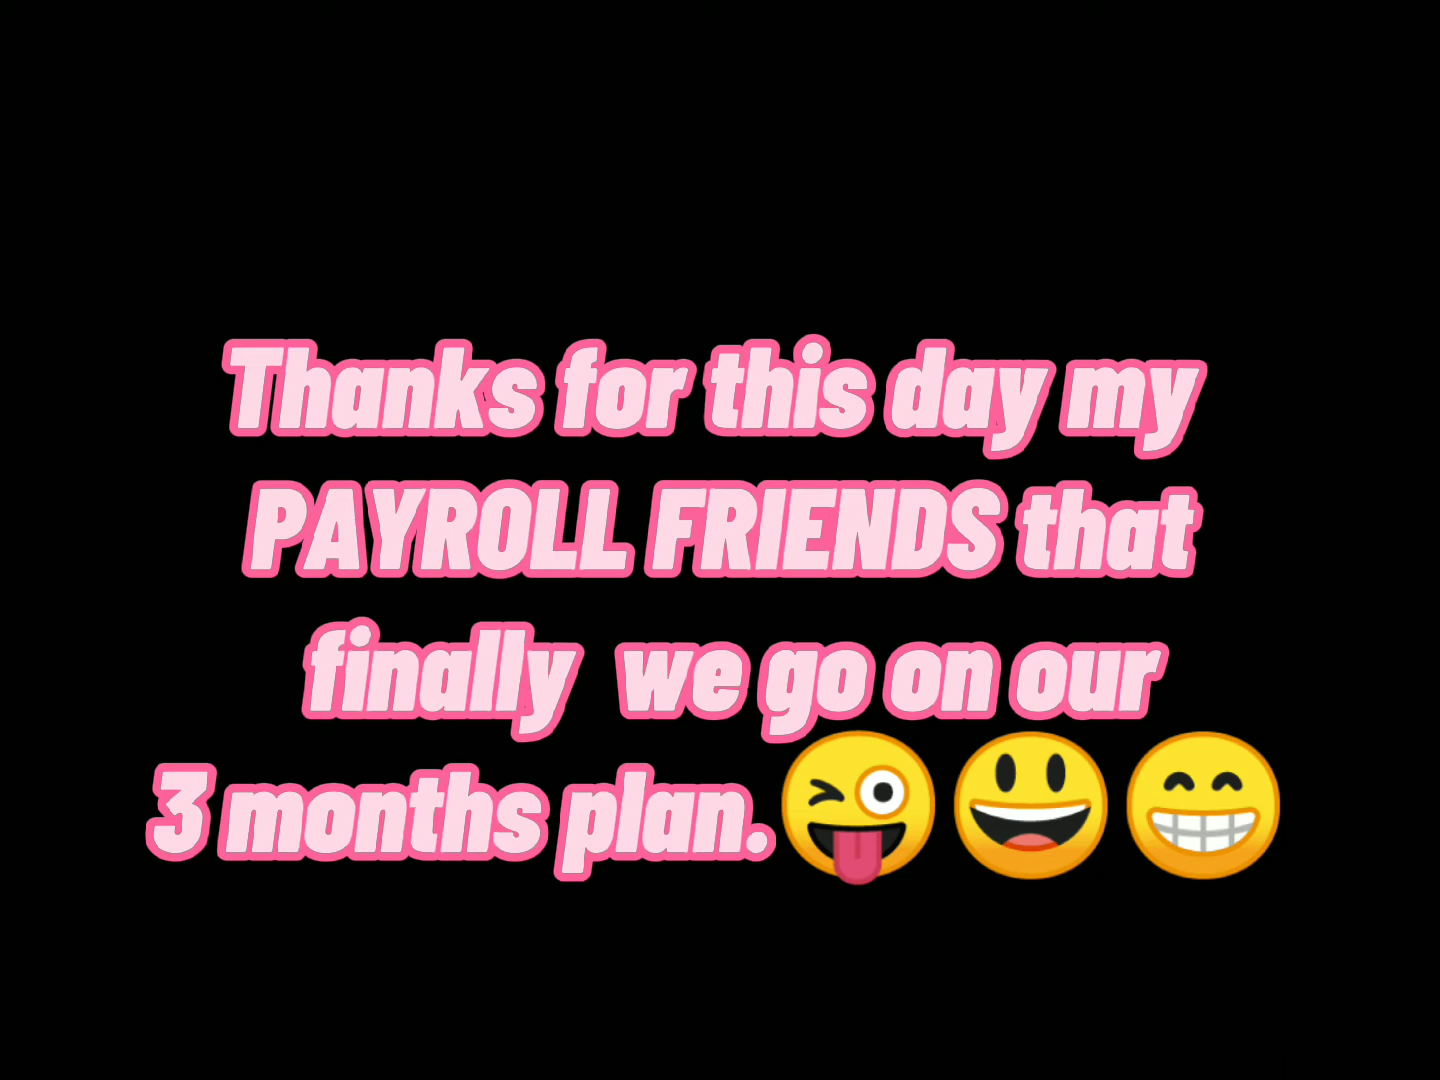 Thanks for this day my
PAYROLL FRIENDS that
finally  we go on our
3 months plan.😜😃😁